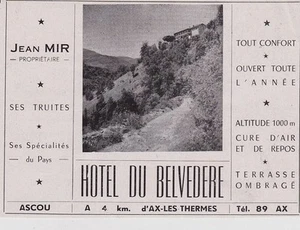 JEAN MIR
— PROPRIÉTAIRE —
SES TRUITES
Ses Spécialités
du Pays
TOUT CONFORT
OUVERT TOUTE
L'ANNÉE
ALTITUDE 1000 m
CURE D'AIR
ET DE REPOS
TERRASSE
OMBRAGÉ
HOTEL DU BELVEDERE
ASCOU
A 4 km. d'AX-LES THERMES
Tél. 89 AX